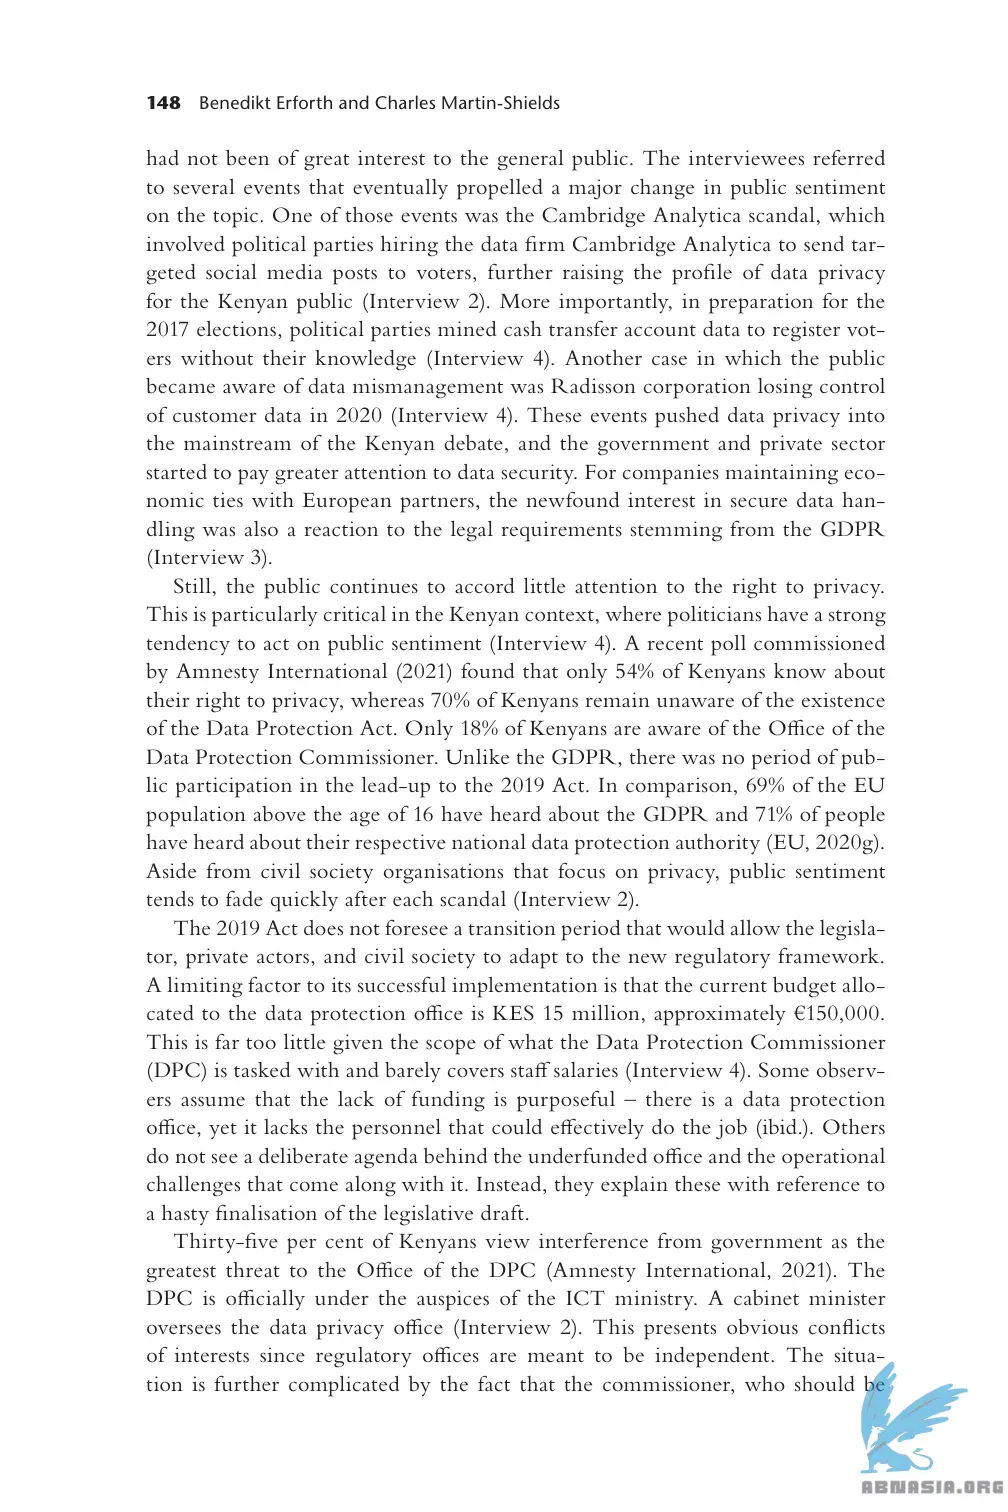 148 Benedikt Erforth and Charles Martin-Shields
had not been of great interest to the general public. The interviewees referred
to several events that eventually propelled a major change in public sentiment
on the topic. One of those events was the Cambridge Analytica scandal, which
involved political parties hiring the data firm Cambridge Analytica to send tar-
geted social media posts to voters, further raising the profile of data privacy
for the Kenyan public (Interview 2). More importantly, in preparation for the
2017 elections, political parties mined cash transfer account data to register vot-
ers without their knowledge (Interview 4). Another case in which the public
became aware of data mismanagement was Radisson corporation losing control
of customer data in 2020 (Interview 4). These events pushed data privacy into
the mainstream of the Kenyan debate, and the government and private sector
started to pay greater attention to data security. For companies maintaining eco-
nomic ties with European partners, the newfound interest in secure data han-
dling was also a reaction to the legal requirements stemming from the GDPR
(Interview 3).
Still, the public continues to accord little attention to the right to privacy.
This is particularly critical in the Kenyan context, where politicians have a strong
tendency to act on public sentiment (Interview 4). A recent poll commissioned
by Amnesty International (2021) found that only 54% of Kenyans know about
their right to privacy, whereas 70% of Kenyans remain unaware of the existence
of the Data Protection Act. Only 18% of Kenyans are aware of the Office of the
Data Protection Commissioner. Unlike the GDPR, there was no period of pub-
lic participation in the lead-up to the 2019 Act. In comparison, 69% of the EU
population above the age of 16 have heard about the GDPR and 71% of people
have heard about their respective national data protection authority (EU, 2020g).
Aside from civil society organisations that focus on privacy, public sentiment
tends to fade quickly after each scandal (Interview 2).
The 2019 Act does not foresee a transition period that would allow the legisla-
tor, private actors, and civil society to adapt to the new regulatory framework.
A limiting factor to its successful implementation is that the current budget allo-
cated to the data protection office is KES 15 million, approximately €150,000.
This is far too little given the scope of what the Data Protection Commissioner
(DPC) is tasked with and barely covers staff salaries (Interview 4). Some observ-
ers assume that the lack of funding is purposeful – there is a data protection
office, yet it lacks the personnel that could effectively do the job (ibid.). Others
do not see a deliberate agenda behind the underfunded office and the operational
challenges that come along with it. Instead, they explain these with reference to
a hasty finalisation of the legislative draft.
Thirty-five per cent of Kenyans view interference from government as the
greatest threat to the Office of the DPC (Amnesty International, 2021). The
DPC is officially under the auspices of the ICT ministry. A cabinet minister
oversees the data privacy office (Interview 2). This presents obvious conflicts
of interests since regulatory offices are meant to be independent. The situa-
tion is further complicated by the fact that the commissioner, who should be
ABNASIA.ORG